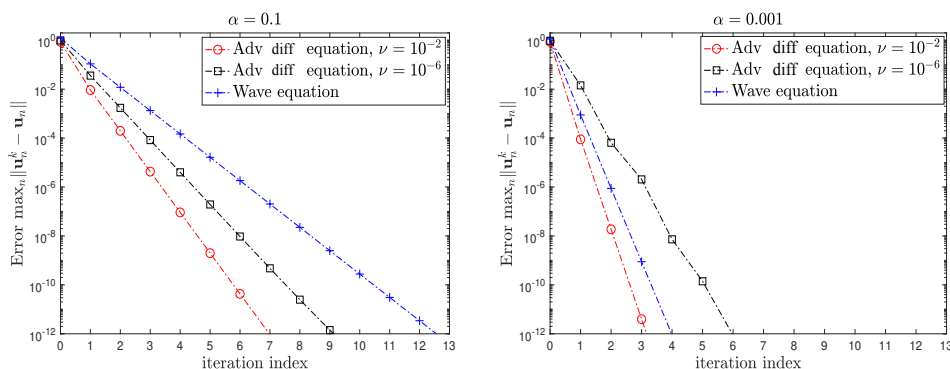 α = 0.1
10^0
10^-2
10^-4
10^-6
10^-8
10^-10
10^-12
Error max_n ‖u_n^k − u_n‖
Adv diff equation, ν = 10^-2
Adv diff equation, ν = 10^-6
Wave equation
0 1 2 3 4 5 6 7 8 9 10 11 12 13
iteration index
α = 0.001
10^0
10^-2
10^-4
10^-6
10^-8
10^-10
10^-12
Error max_n ‖u_n^k − u_n‖
Adv diff equation, ν = 10^-2
Adv diff equation, ν = 10^-6
Wave equation
0 1 2 3 4 5 6 7 8 9 10 11 12 13
iteration index